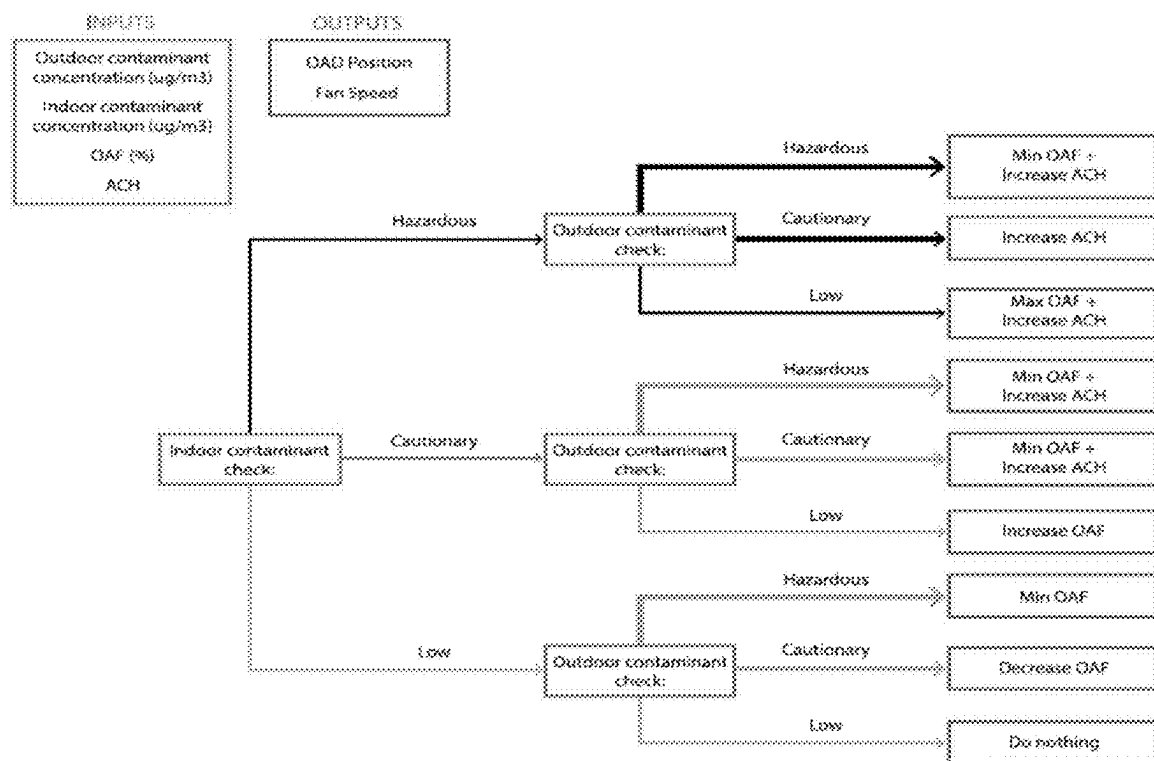 INPUTS
Outdoor contaminant
concentration (ug/m3)
Indoor contaminant
concentration (ug/m3)
OAF (%)
ACH
OUTPUTS
OAD Position
Fan Speed
Hazardous
Min OAF +
Increase ACH
Hazardous
Outdoor contaminant
check:
Cautionary
Increase ACH
Low
Max OAF +
Increase ACH
Hazardous
Min OAF +
Increase ACH
Indoor contaminant
check:
Cautionary
Outdoor contaminant
check:
Cautionary
Min OAF +
Increase ACH
Low
Increase OAF
Hazardous
Min OAF
Low
Outdoor contaminant
check:
Cautionary
Decrease OAF
Low
Do nothing